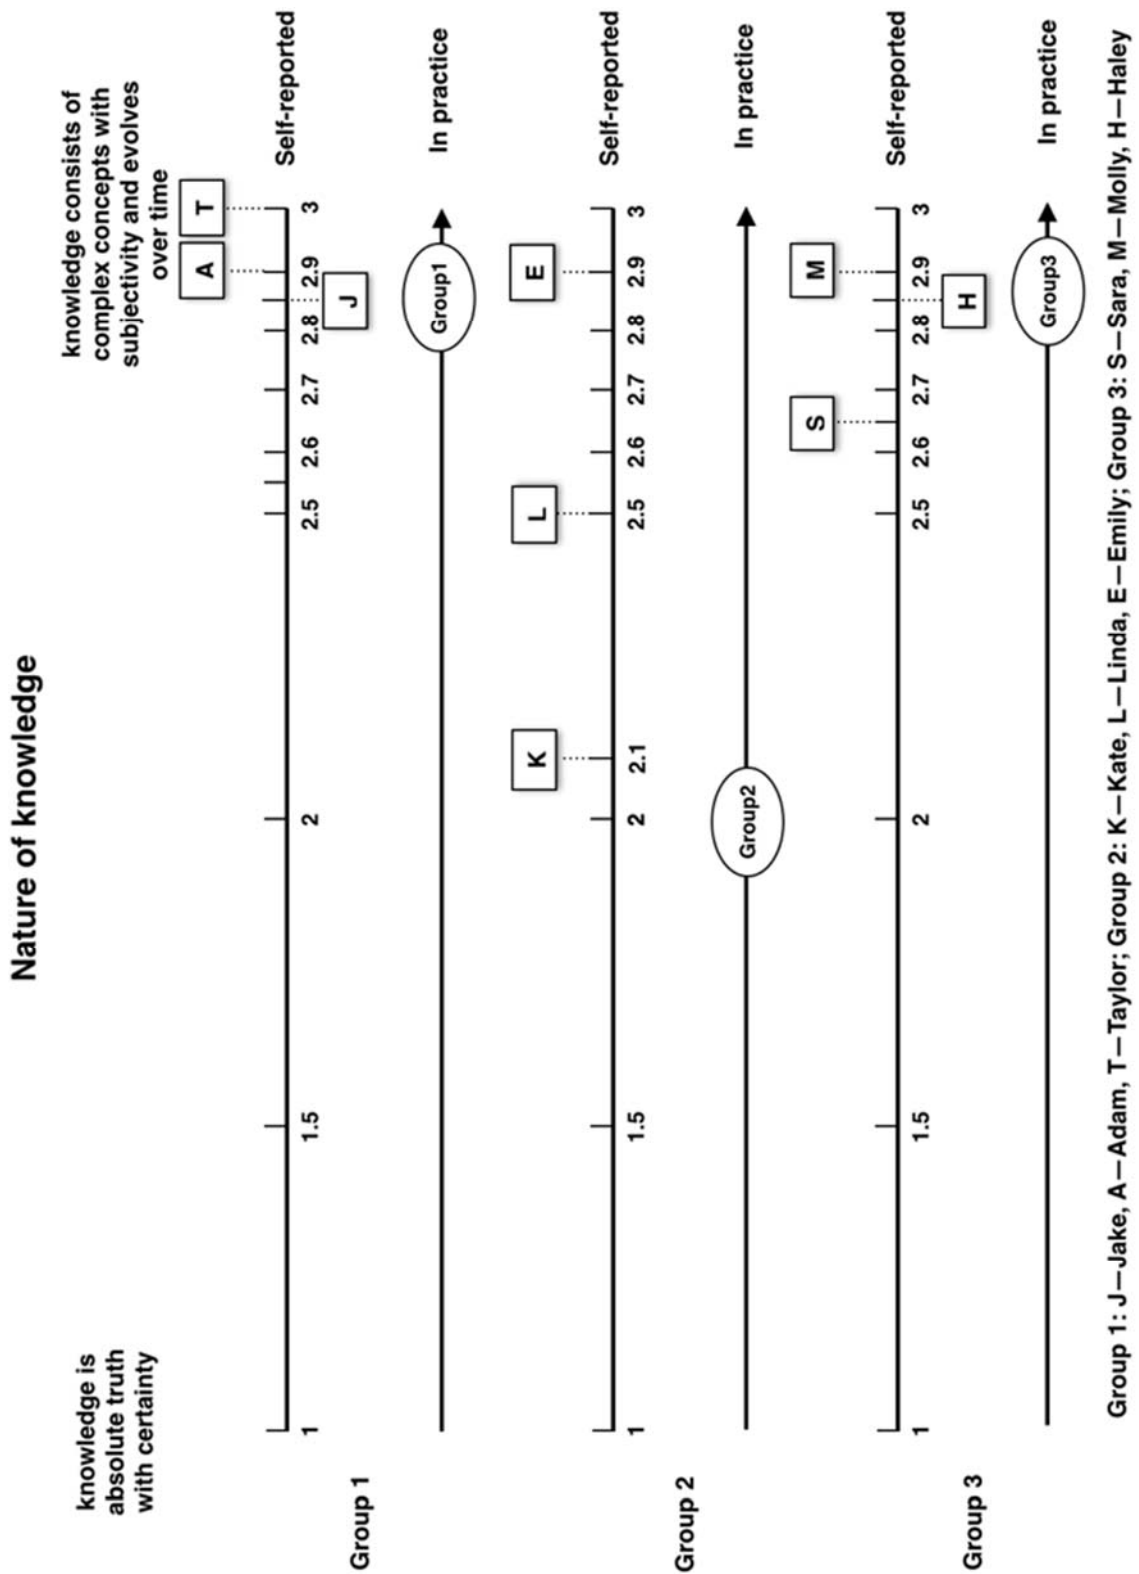 Nature of knowledge
knowledge is
absolute truth
with certainty
knowledge consists of
complex concepts with
subjectivity and evolves
over time
A
T
Group 1
1
1.5
2
2.5
2.6
2.7
2.8
2.9
3
Self-reported
J
Group1
In practice
K
L
E
Group 2
1
1.5
2
2.1
2.5
2.6
2.7
2.8
2.9
3
Self-reported
Group2
In practice
S
M
Group 3
1
1.5
2
2.5
2.6
2.7
2.8
2.9
3
Self-reported
H
Group3
In practice
Group 1: J—Jake, A—Adam, T—Taylor; Group 2: K—Kate, L—Linda, E—Emily; Group 3: S—Sara, M—Molly, H—Haley